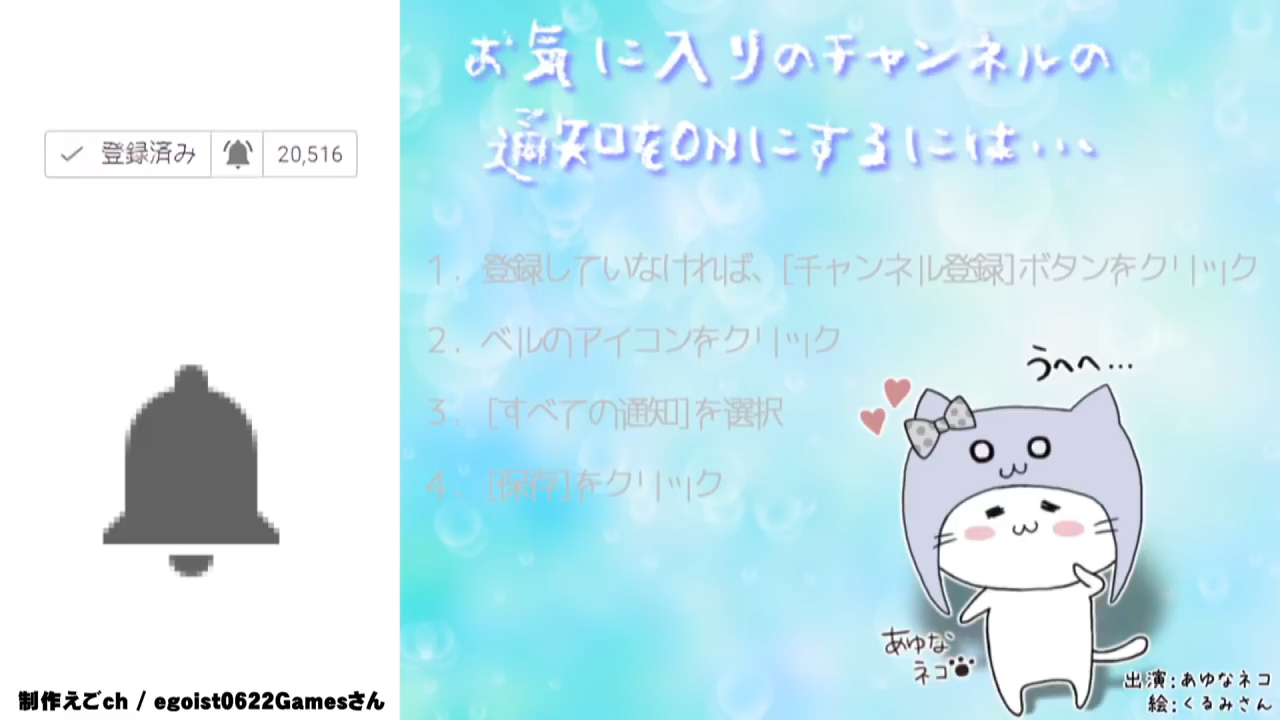 お気に入りのチャンネルの
通知をONにするには・・・
登録済み 20,516
1. 登録していなければ、[チャンネル登録]ボタンをクリック
2. ベルのアイコンをクリック
3. [すべての通知]を選択
4. [保存]をクリック
うへへ…
あゆな
ネコ
出演:あゆなネコ
絵:くるみさん
制作えごch / egoist0622Gamesさん